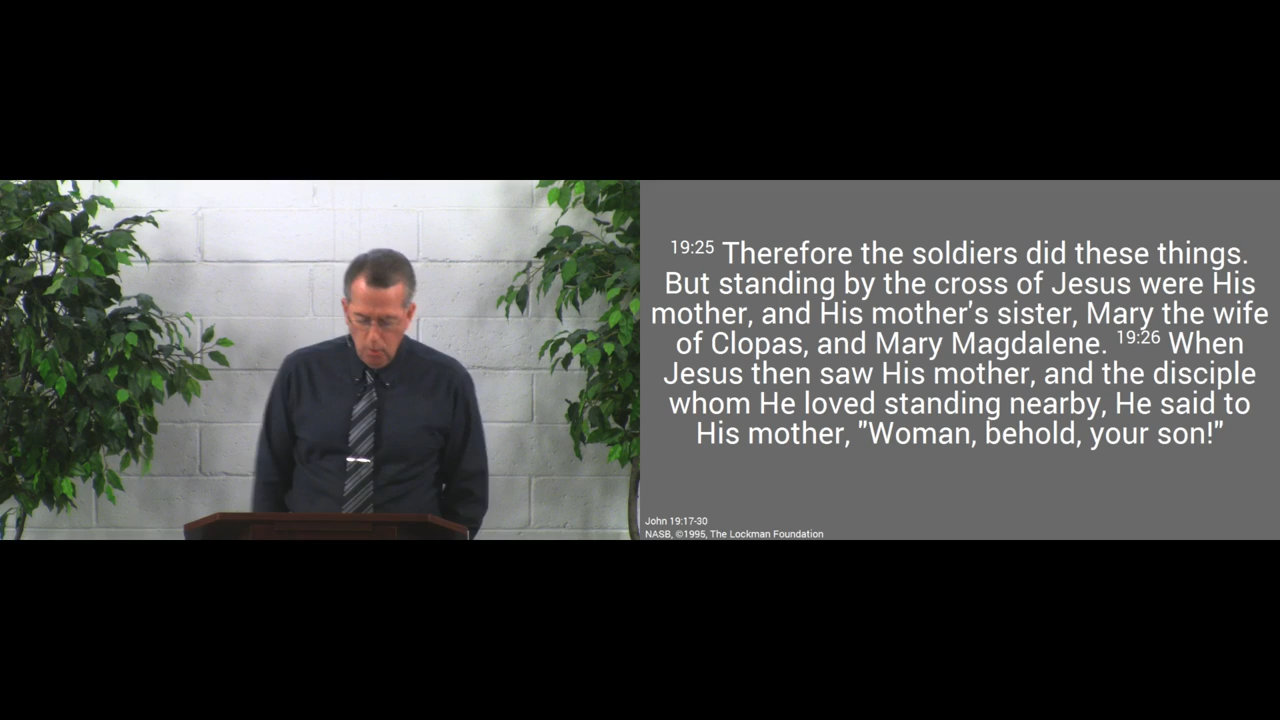 19:25 Therefore the soldiers did these things.
But standing by the cross of Jesus were His
mother, and His mother's sister, Mary the wife
of Clopas, and Mary Magdalene. 19:26 When
Jesus then saw His mother, and the disciple
whom He loved standing nearby, He said to
His mother, "Woman, behold, your son!"
John 19:17-30
NASB, ©1995, The Lockman Foundation